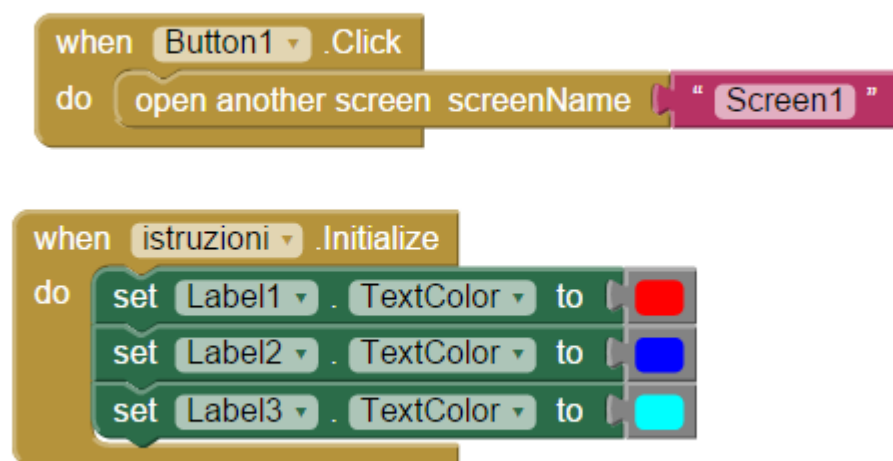 when Button1 .Click
do open another screen screenName " Screen1 "
when istruzioni .Initialize
do set Label1 . TextColor to
set Label2 . TextColor to
set Label3 . TextColor to